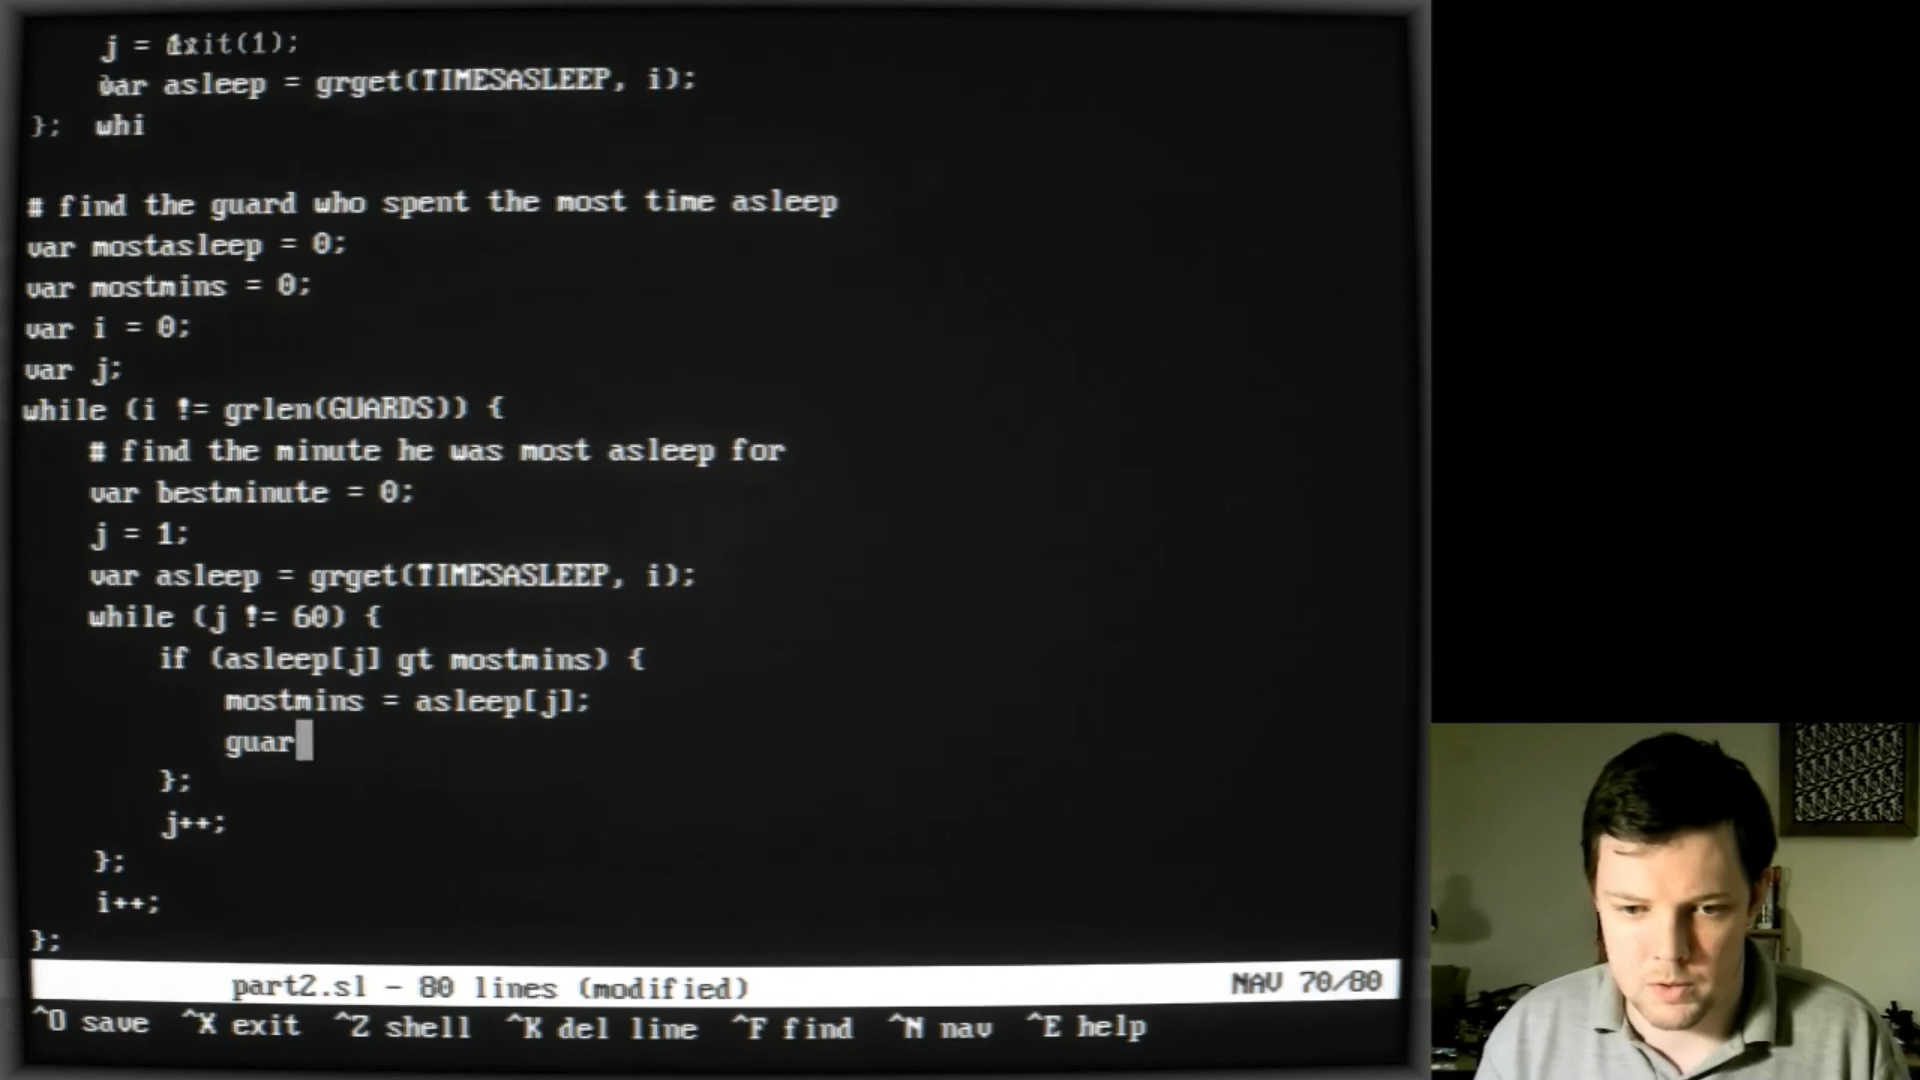 j = exit(1);
var asleep = grget(TIMESASLEEP, i);
}; whi
# find the guard who spent the most time asleep
var mostasleep = 0;
var mostmins = 0;
var i = 0;
var j;
while (i != grlen(GUARDS)) {
# find the minute he was most asleep for
var bestminute = 0;
j = 1;
var asleep = grget(TIMESASLEEP, i);
while (j != 60) {
if (asleep[j] gt mostmins) {
mostmins = asleep[j];
guar
};
j++;
};
i++;
};
part2.sl - 80 lines (modified) NAV 70/80
^O save ^X exit ^Z shell ^K del line ^F find ^N nav ^E help